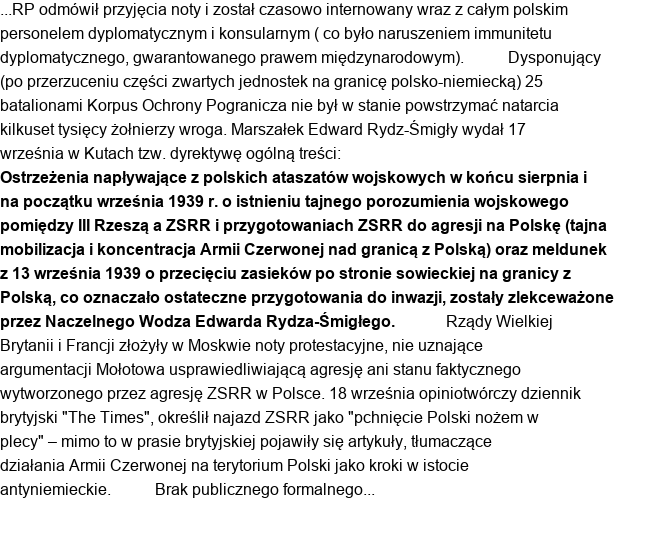 ...RP odmówił przyjęcia noty i został czasowo internowany wraz z całym polskim
personelem dyplomatycznym i konsularnym ( co było naruszeniem immunitetu
dyplomatycznego, gwarantowanego prawem międzynarodowym). Dysponujący
(po przerzuceniu części zwartych jednostek na granicę polsko-niemiecką) 25
batalionami Korpus Ochrony Pogranicza nie był w stanie powstrzymać natarcia
kilkuset tysięcy żołnierzy wroga. Marszałek Edward Rydz-Śmigły wydał 17
września w Kutach tzw. dyrektywę ogólną treści:
Ostrzeżenia napływające z polskich ataszatów wojskowych w końcu sierpnia i
na początku września 1939 r. o istnieniu tajnego porozumienia wojskowego
pomiędzy III Rzeszą a ZSRR i przygotowaniach ZSRR do agresji na Polskę (tajna
mobilizacja i koncentracja Armii Czerwonej nad granicą z Polską) oraz meldunek
z 13 września 1939 o przecięciu zasieków po stronie sowieckiej na granicy z
Polską, co oznaczało ostateczne przygotowania do inwazji, zostały zlekceważone
przez Naczelnego Wodza Edwarda Rydza-Śmigłego. Rządy Wielkiej
Brytanii i Francji złożyły w Moskwie noty protestacyjne, nie uznające
argumentacji Mołotowa usprawiedliwiającą agresję ani stanu faktycznego
wytworzonego przez agresję ZSRR w Polsce. 18 września opiniotwórczy dziennik
brytyjski "The Times", określił najazd ZSRR jako "pchnięcie Polski nożem w
plecy" – mimo to w prasie brytyjskiej pojawiły się artykuły, tłumaczące
działania Armii Czerwonej na terytorium Polski jako kroki w istocie
antyniemieckie. Brak publicznego formalnego...